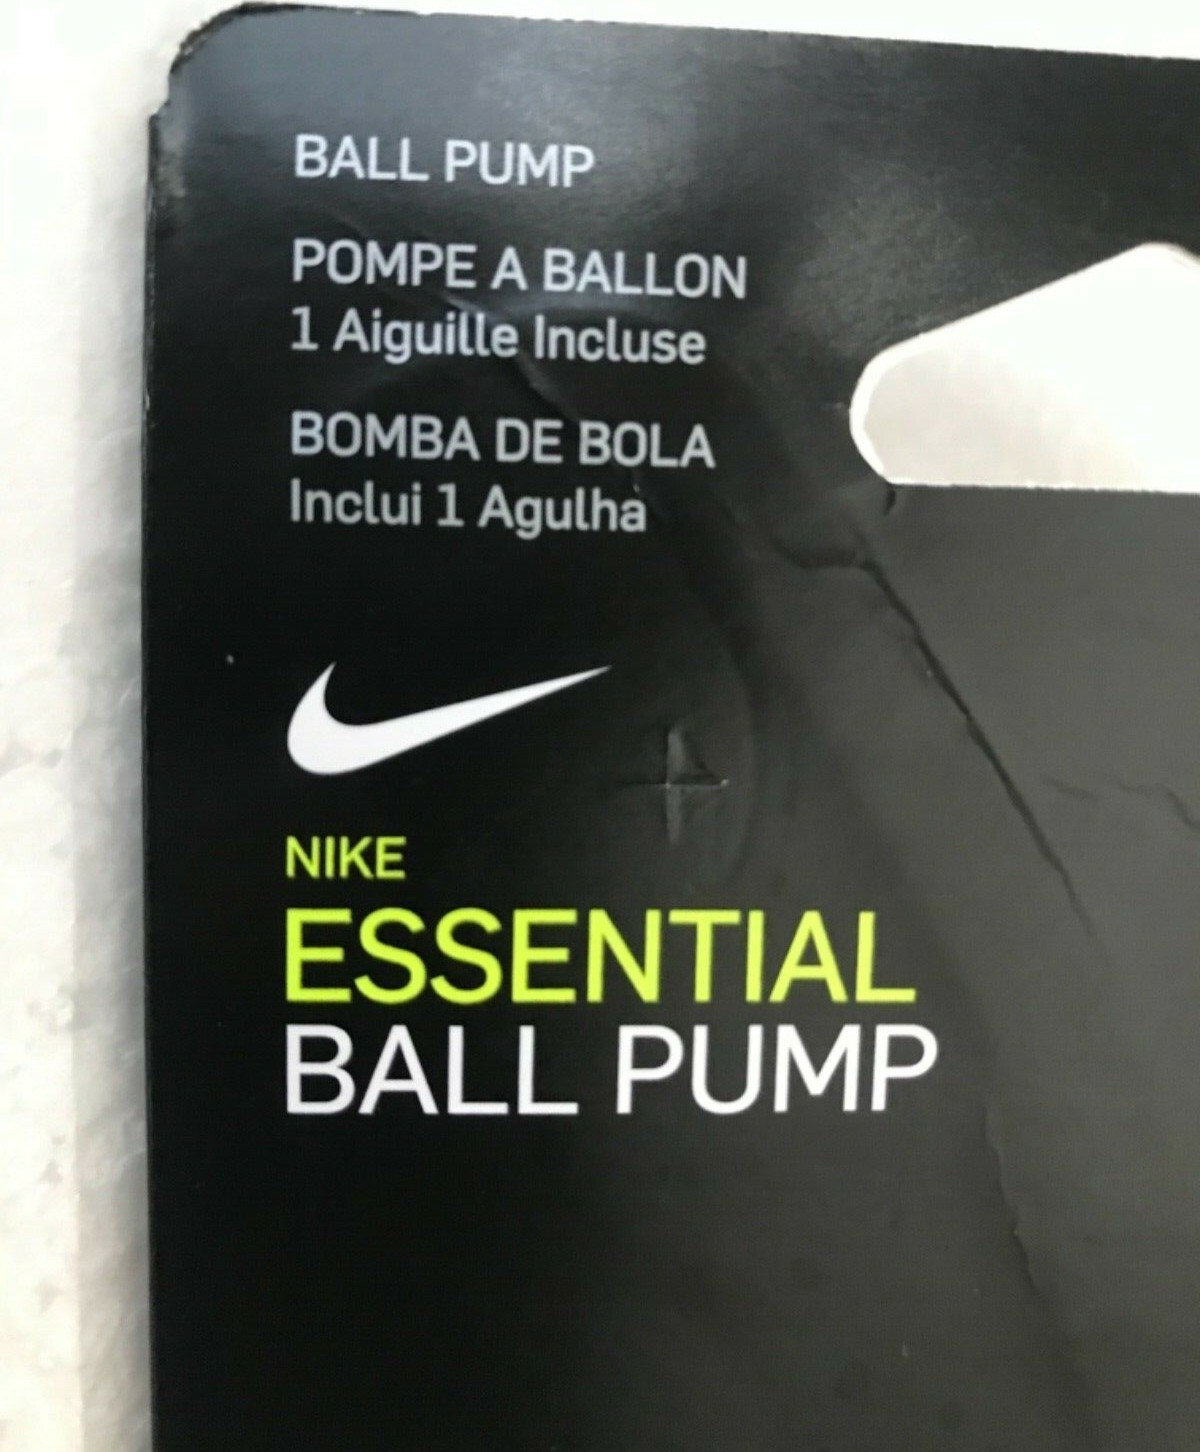 BALL PUMP
POMPE A BALLON
1 Aiguille Incluse
BOMBA DE BOLA
Inclui 1 Agulha
NIKE
ESSENTIAL
BALL PUMP